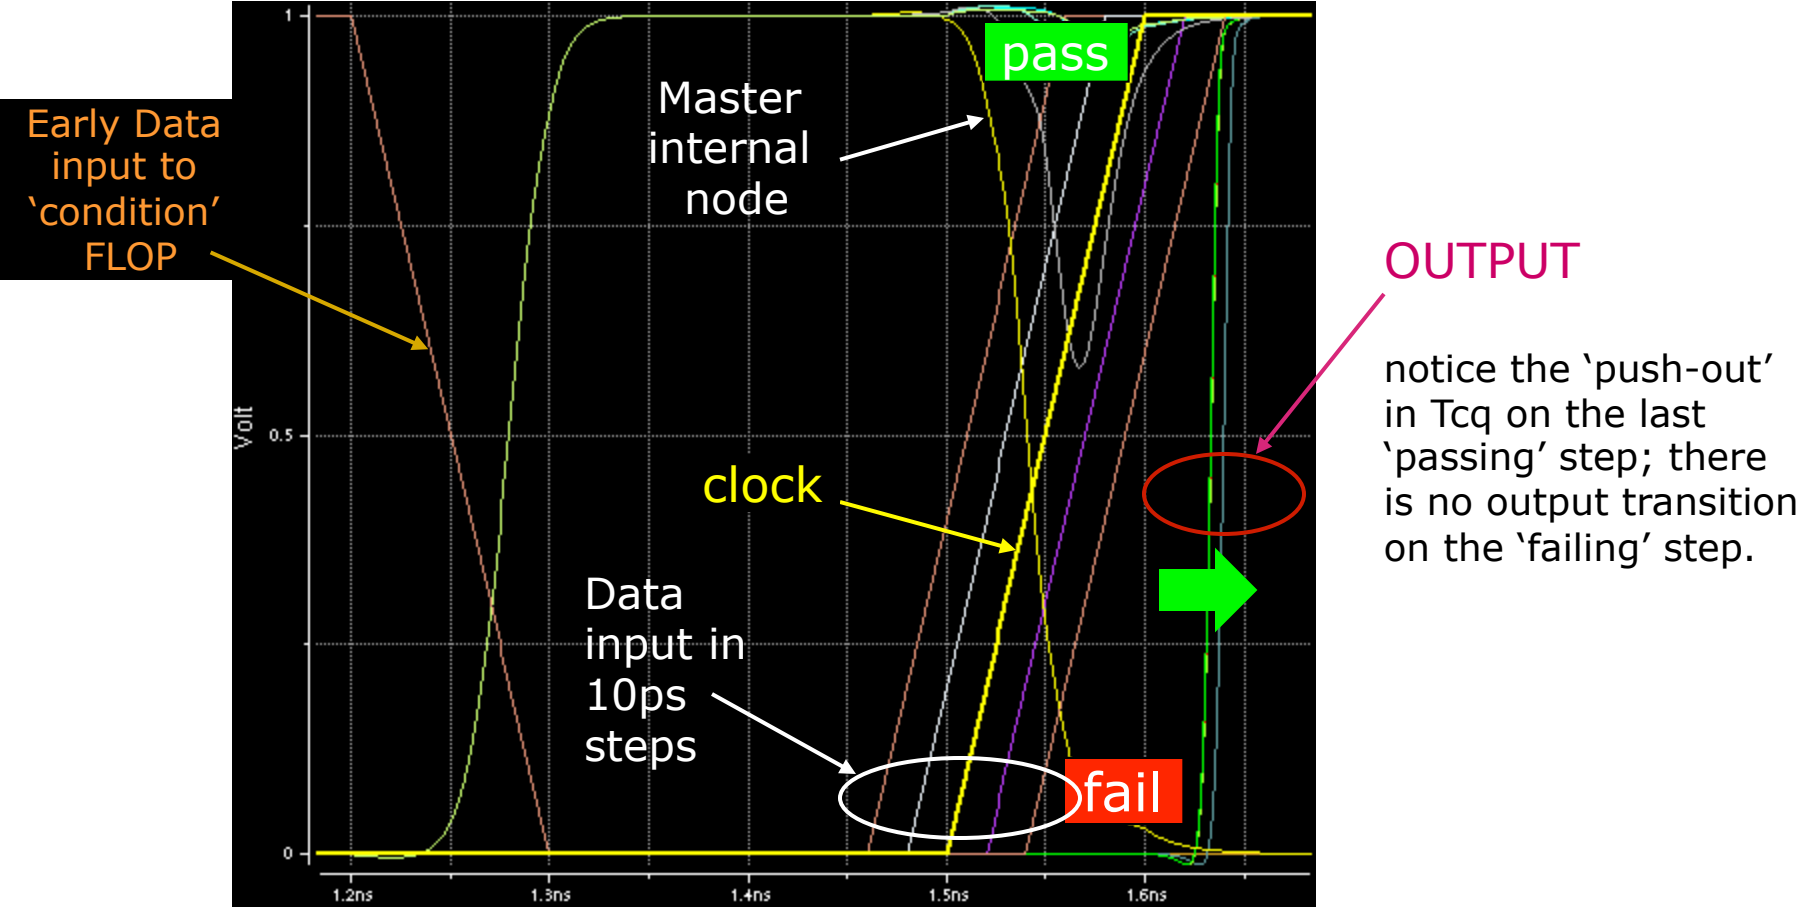 1
pass
Master
internal
node
Early Data
input to
‘condition’
FLOP
OUTPUT
notice the ‘push-out’
in Tcq on the last
‘passing’ step; there
is no output transition
on the ‘failing’ step.
Volt
0.5
clock
Data
input in
10ps
steps
fail
0
1.2ns
1.3ns
1.4ns
1.5ns
1.6ns